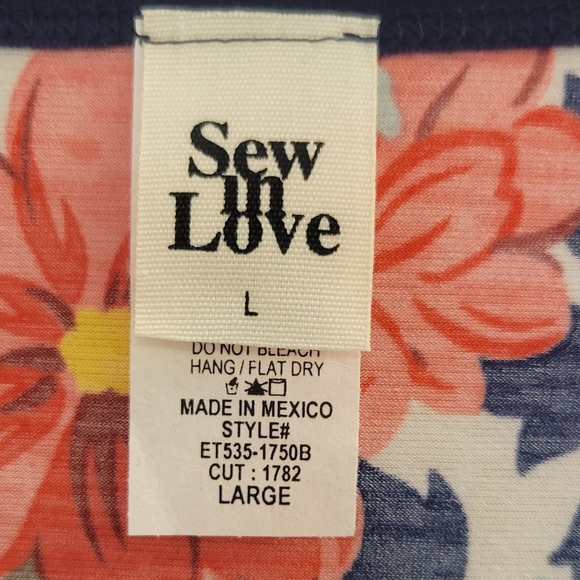 Sew
in
Love
L
DO NOT BLEACH
HANG / FLAT DRY
MADE IN MEXICO
STYLE#
ET535-1750B
CUT : 1782
LARGE